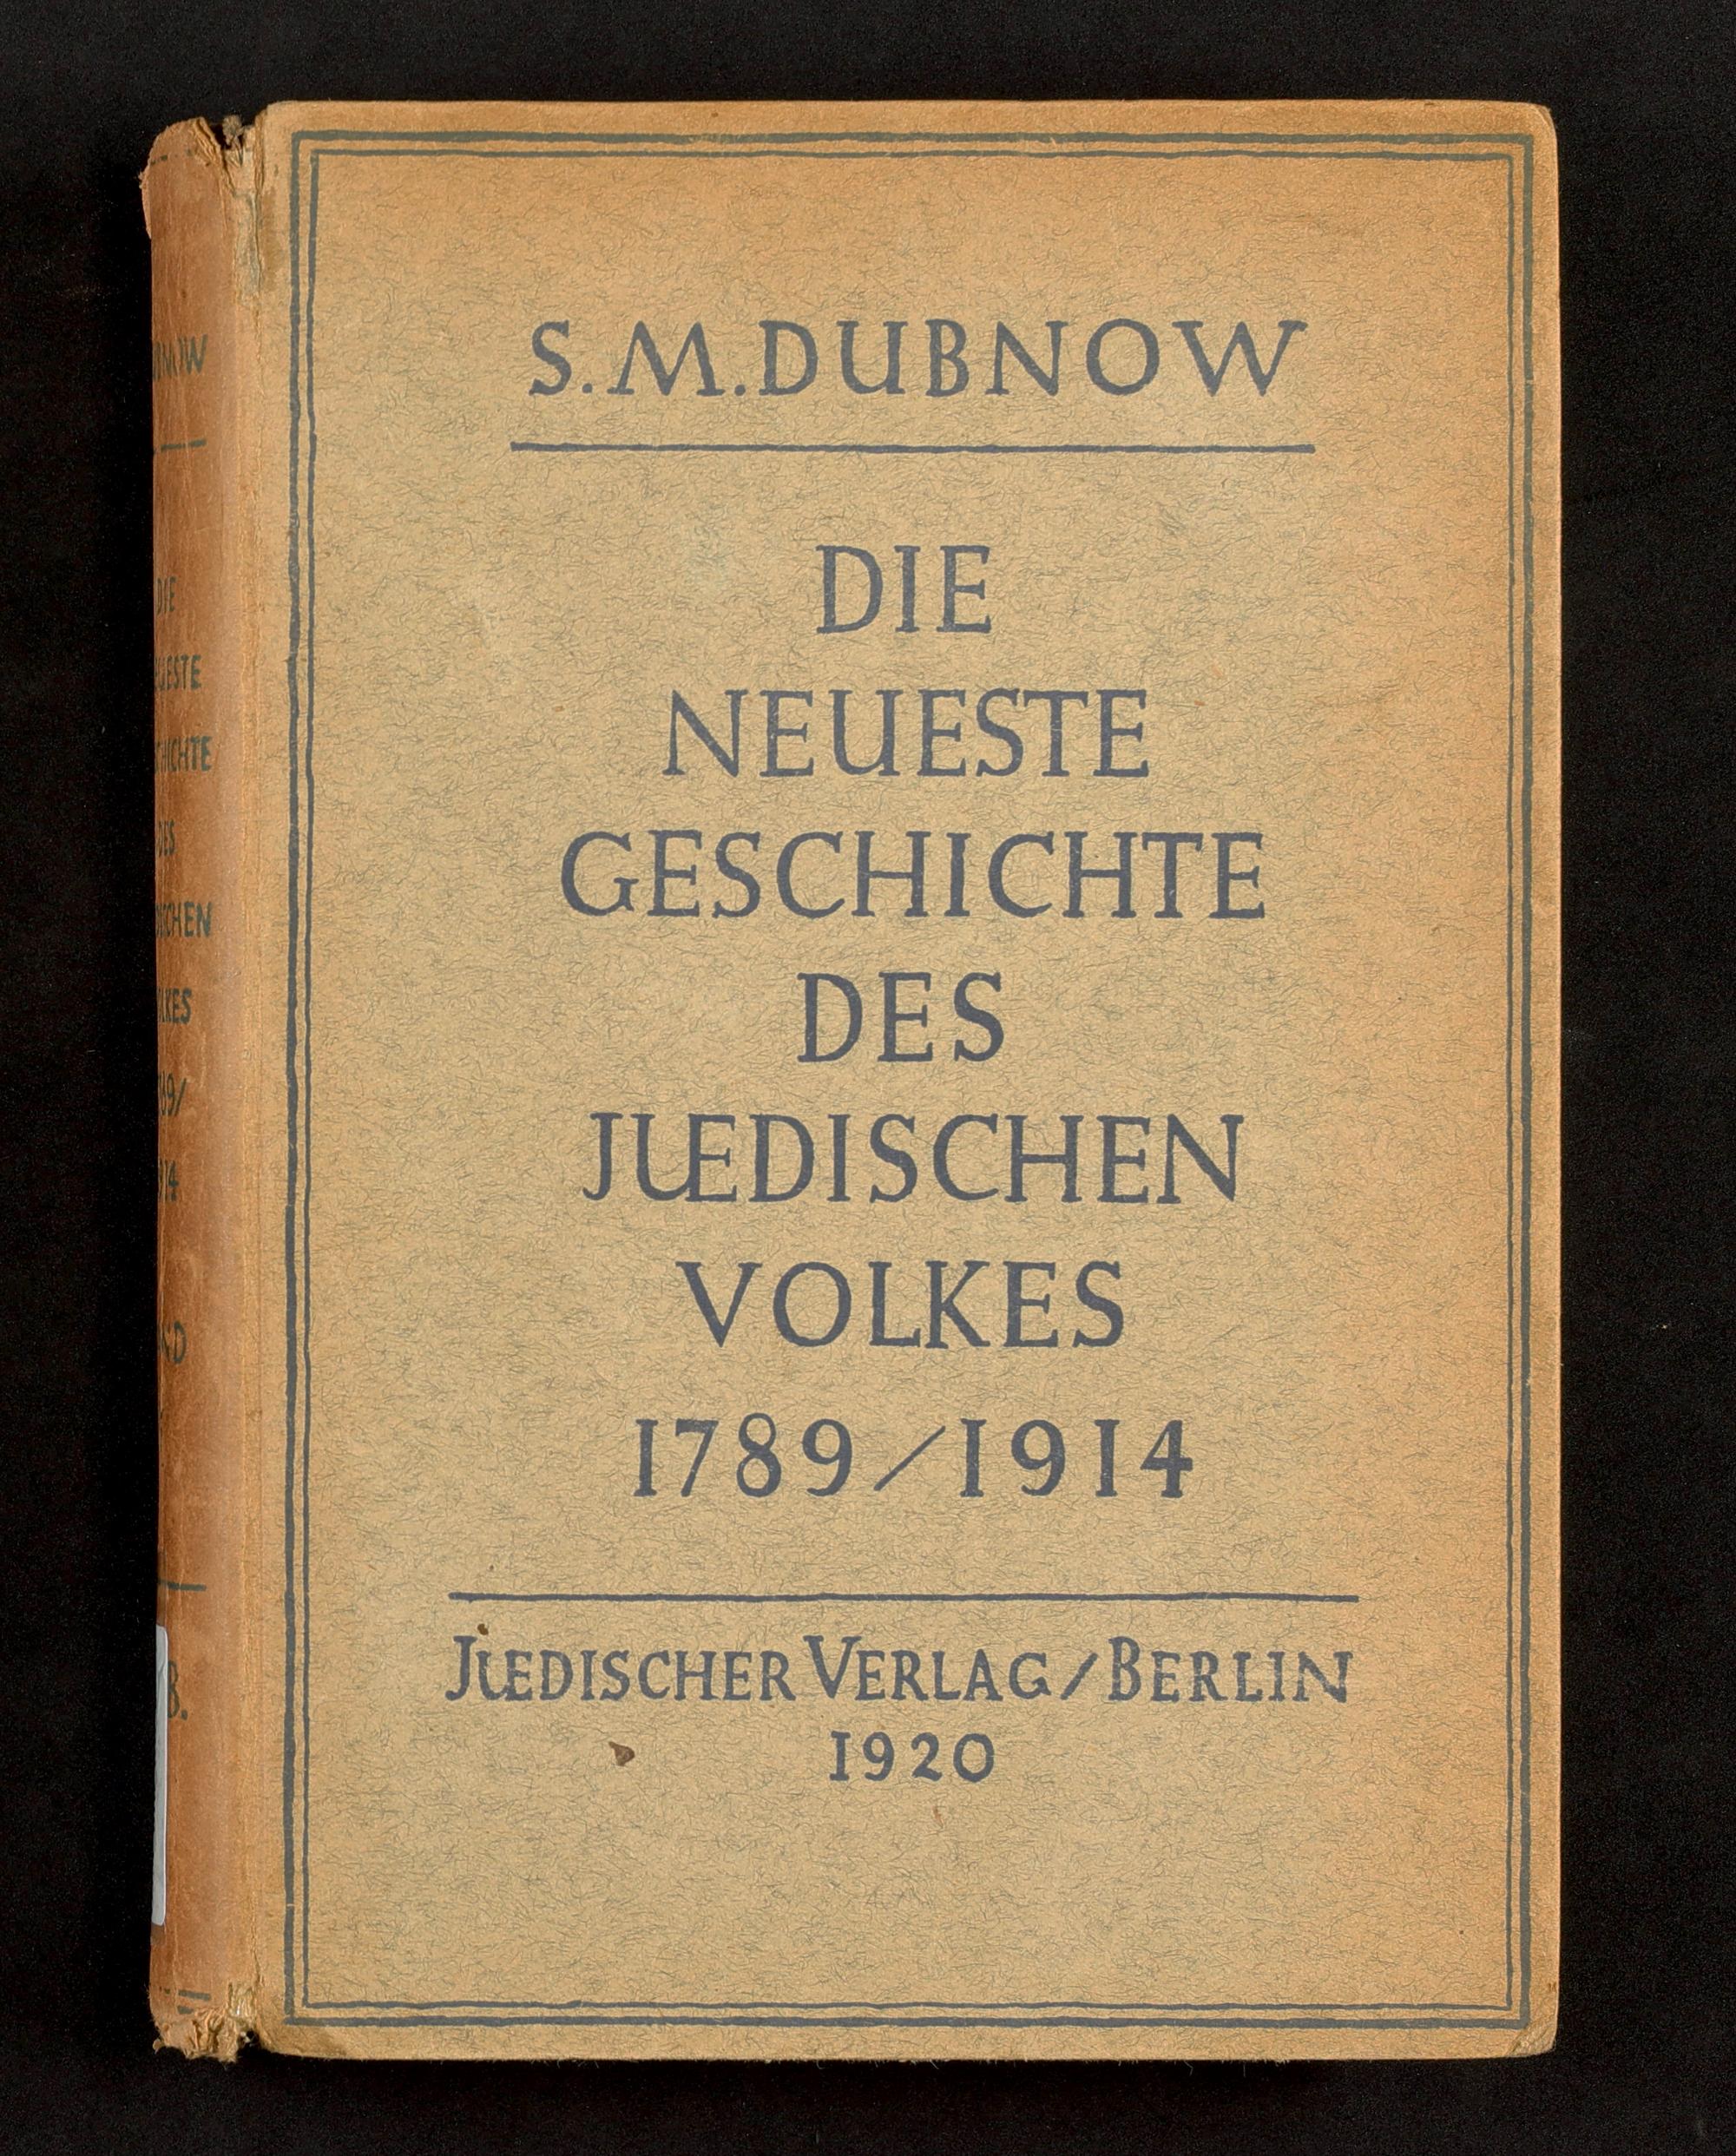 S. M. DUBNOW
DIE
NEUESTE
GESCHICHTE
DES
JUEDISCHEN
VOLKES
1789/1914
JUEDISCHER VERLAG/BERLIN
1920